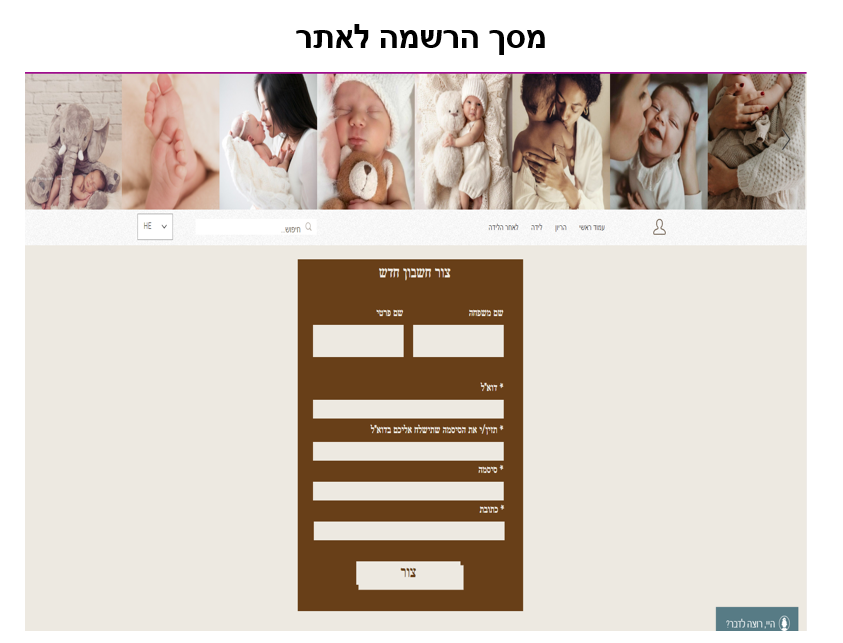 מסך הרשמה לאתר
עמוד ראשי הריון לידה לאחר הלידה חיפוש.. HE
צור חשבון חדש
שם משפחה שם פרטי
* דוא"ל
* תזין/י את הסיסמה שתישלח אליכם בדוא"ל
* סיסמה
* כתובת
צור
היי, רוצה לדבר?